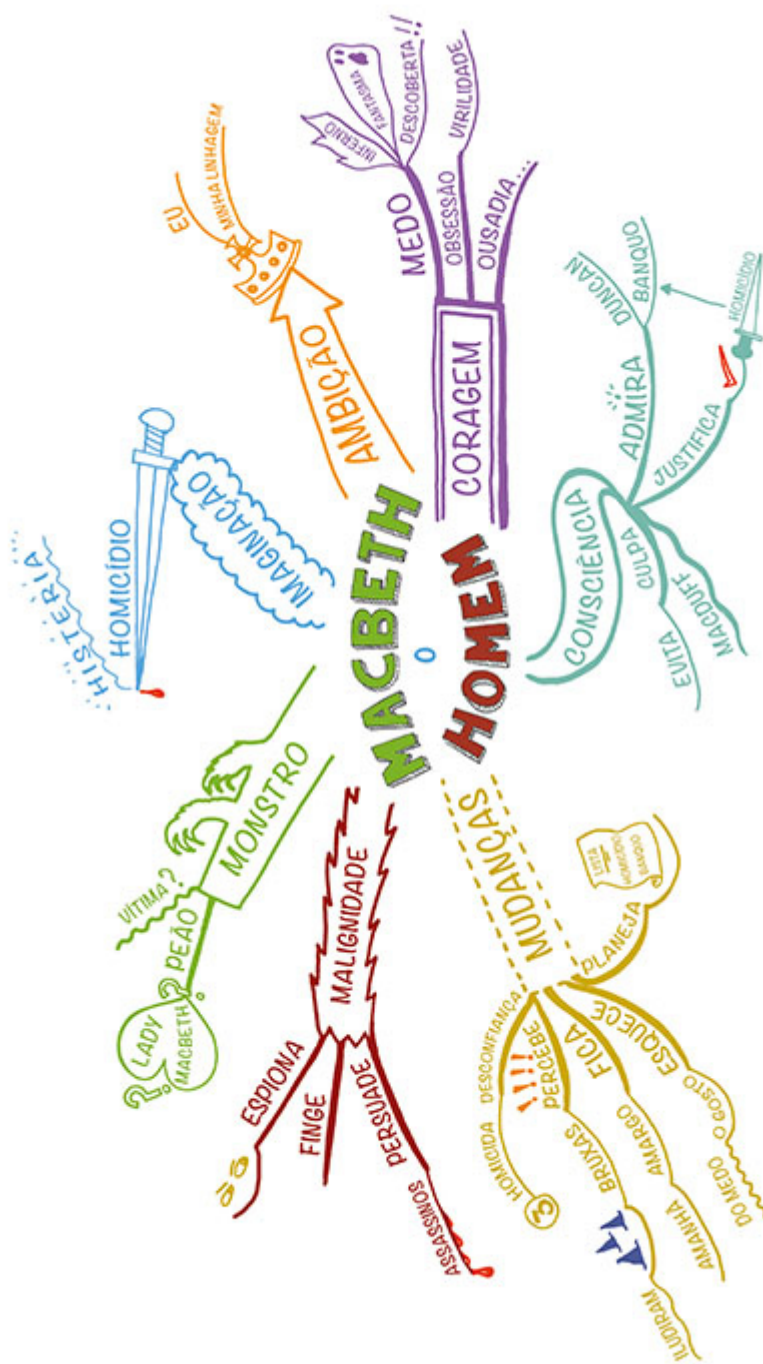 MACBETH
O
HOMEM
CORAGEM
MEDO
INFERNO
FANTASMA
DESCOBERTA!!
OBSESSÃO
VIRILIDADE
OUSADIA...
CONSCIÊNCIA
ADMIRA
DUNCAN
BANQUO
JUSTIFICA
HOMICÍDIO
CULPA
MACDUFF
EVITA
MUDANÇAS
PLANEJA
LISTA
HOMICÍDIO
BANQUO
ESQUECE
O GOSTO
DO MEDO
FICA
AMARGO
AMANHÃ
PERCEBE
!!!!
BRUXAS
ILUDIRAM
DESCONFIANÇA
HOMICIDA
3
MALIGNIDADE
PERSUADE
ASSASSINOS
FINGE
ESPIONA
MONSTRO
PEÃO
? LADY
MACBETH ?
VÍTIMA?
IMAGINAÇÃO
HOMICÍDIO
HISTERIA
AMBIÇÃO
EU
MINHA LINHAGEM